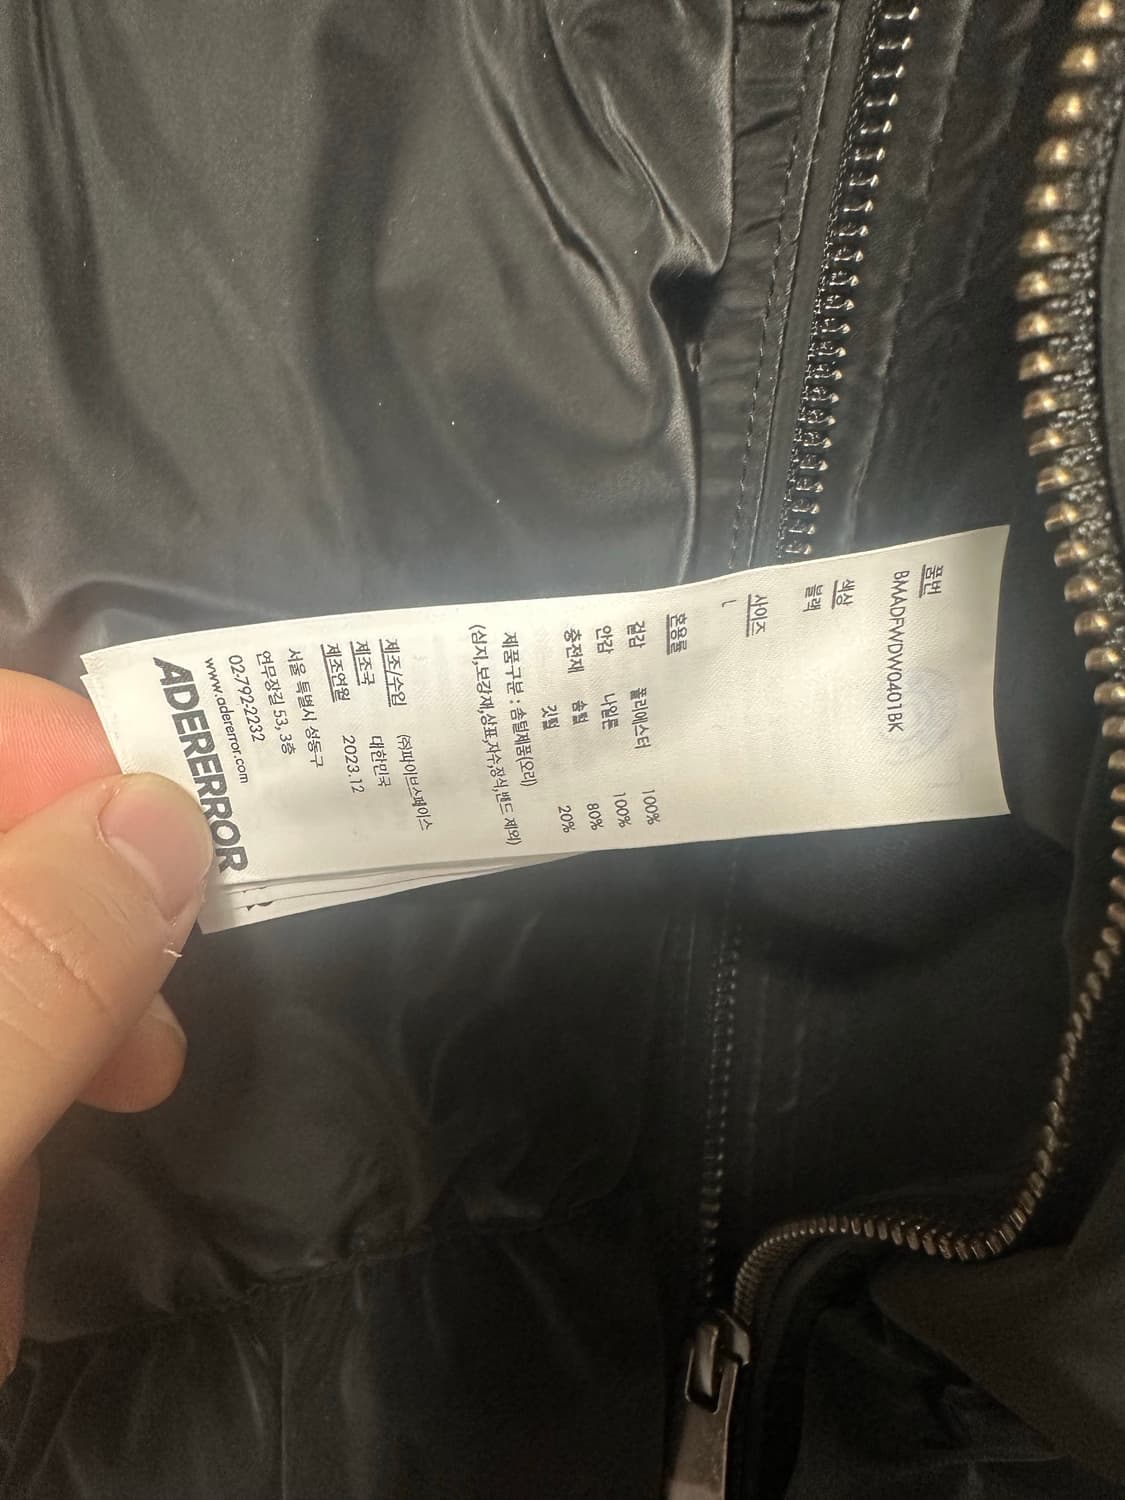 품번
BMADFWDW0401BK
색상
블랙
사이즈
L
혼용율
겉감 폴리에스터 100%
안감 나일론 100%
충전재 솜털 80%
깃털 20%
제품구분 : 솜털제품(오리)
(심지,보강재,상표,자수,장식,밴드 제외)
제조/수입 (주)파이브스페이스
제조국 대한민국
제조연월 2023.12
서울 특별시 성동구
연무장길 53, 3층
02.792-2232
www.adererror.com
ADERERROR